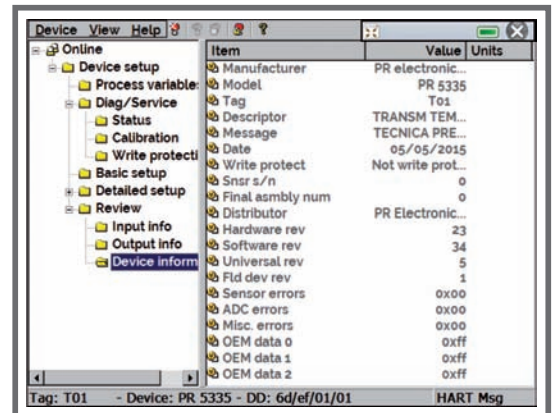 Device View Help
Online
Device setup
Process variable
Diag/Service
Status
Calibration
Write protecti
Basic setup
Detailed setup
Review
Input info
Output info
Device inform
Item Value Units
Manufacturer PR electronic...
Model PR 5335
Tag T01
Descriptor TRANSM TEM...
Message TECNICA PRE...
Date 05/05/2015
Write protect Not write prot...
Snsr s/n 0
Final asmbly num 0
Distributor PR Electronic...
Hardware rev 23
Software rev 34
Universal rev 5
Fld dev rev 1
Sensor errors 0x00
ADC errors 0x00
Misc. errors 0x00
OEM data 0 0xff
OEM data 1 0xff
OEM data 2 0xff
Tag: T01 - Device: PR 5335 - DD: 6d/ef/01/01 HART Msg